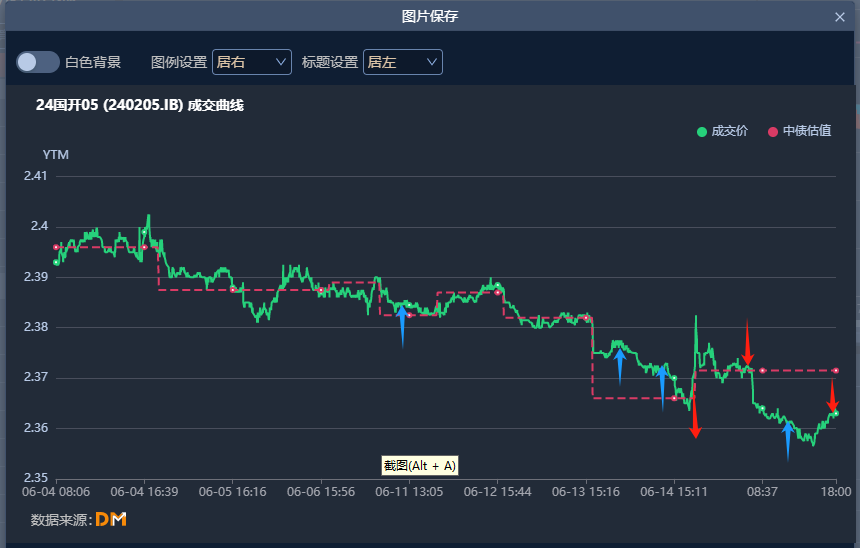 图片保存
白色背景 图例设置 居右 标题设置 居左
24国开05 (240205.IB) 成交曲线
成交价 中债估值
YTM
2.41
2.4
2.39
2.38
2.37
2.36
2.35
截图(Alt + A)
06-04 08:06 06-04 16:39 06-05 16:16 06-06 15:56 06-11 13:05 06-12 15:44 06-13 15:16 06-14 15:11 08:37 18:00
数据来源: DM